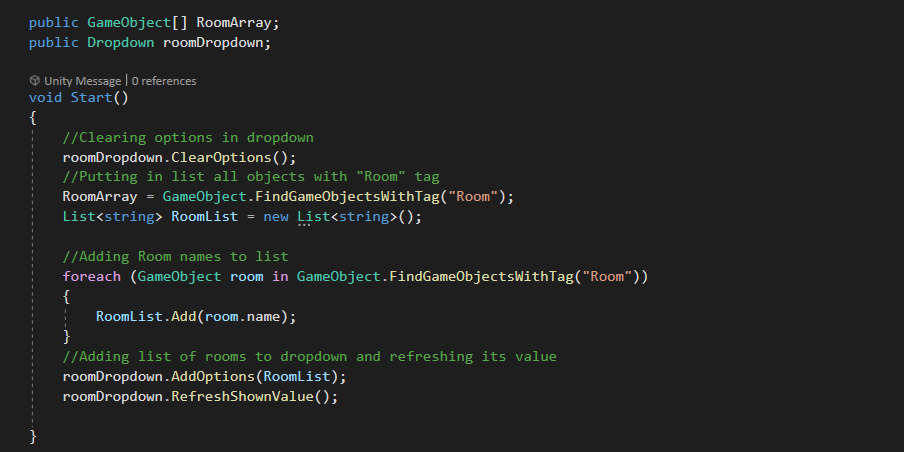 public GameObject[] RoomArray;
public Dropdown roomDropdown;
Unity Message | 0 references
void Start()
{
//Clearing options in dropdown
roomDropdown.ClearOptions();
//Putting in list all objects with "Room" tag
RoomArray = GameObject.FindGameObjectsWithTag("Room");
List<string> RoomList = new List<string>();
//Adding Room names to list
foreach (GameObject room in GameObject.FindGameObjectsWithTag("Room"))
{
RoomList.Add(room.name);
}
//Adding list of rooms to dropdown and refreshing its value
roomDropdown.AddOptions(RoomList);
roomDropdown.RefreshShownValue();
}